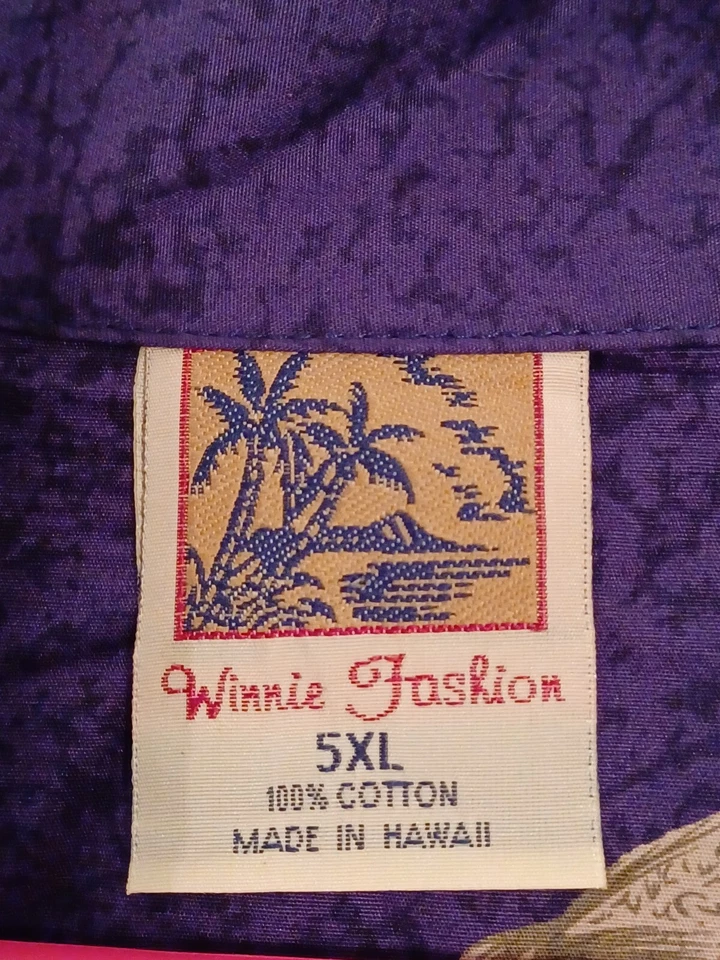 Winnie Fashion
5XL
100% COTTON
MADE IN HAWAII